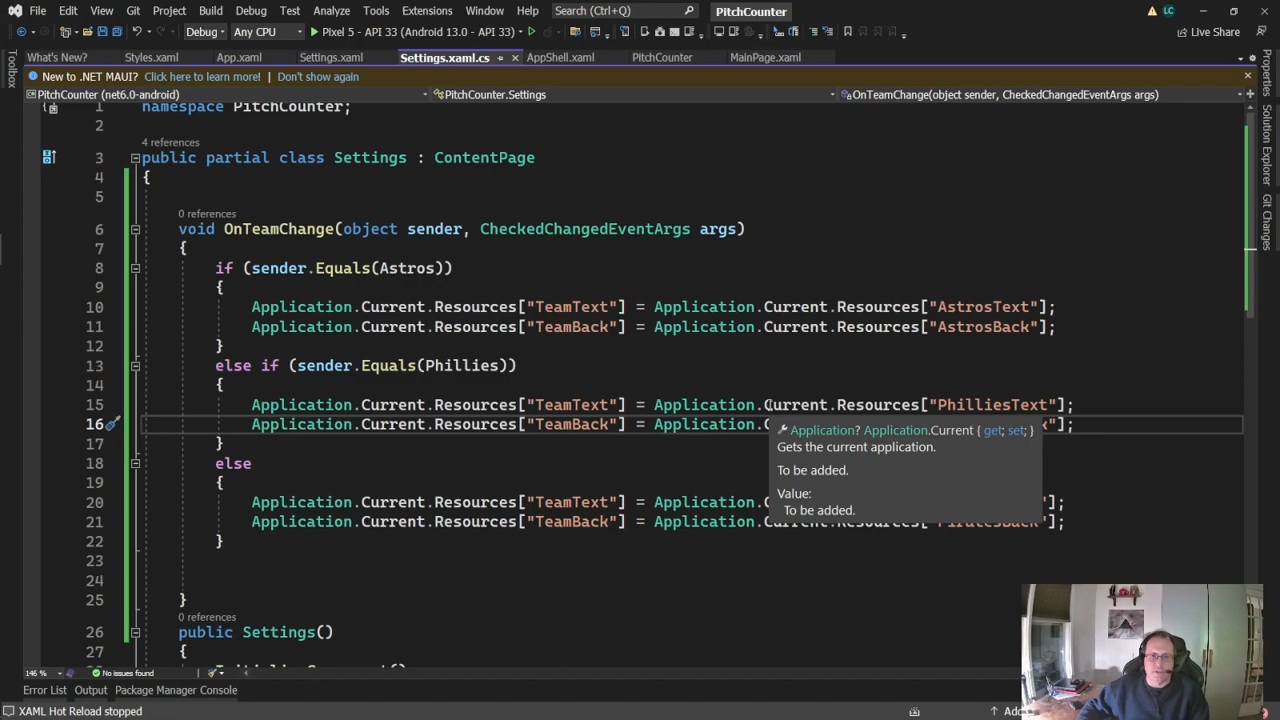 File Edit View Git Project Build Debug Test Analyze Tools Extensions Window Help Search (Ctrl+Q) PitchCounter LC
Debug Any CPU Pixel 5 - API 33 (Android 13.0 - API 33) Live Share
What's New? Styles.xaml App.xaml Settings.xaml Settings.xaml.cs AppShell.xaml PitchCounter MainPage.xaml
New to .NET MAUI? Click here to learn more! Don't show again
PitchCounter (net6.0-android) PitchCounter.Settings OnTeamChange(object sender, CheckedChangedEventArgs args)
Toolbox
Properties
Solution Explorer
Git Changes
1 namespace PitchCounter;
2
4 references
3 public partial class Settings : ContentPage
4 {
5
0 references
6 void OnTeamChange(object sender, CheckedChangedEventArgs args)
7 {
8 if (sender.Equals(Astros))
9 {
10 Application.Current.Resources["TeamText"] = Application.Current.Resources["AstrosText"];
11 Application.Current.Resources["TeamBack"] = Application.Current.Resources["AstrosBack"];
12 }
13 else if (sender.Equals(Phillies))
14 {
15 Application.Current.Resources["TeamText"] = Application.Current.Resources["PhilliesText"];
16 Application.Current.Resources["TeamBack"] = Application.
Application? Application.Current { get; set; }
Gets the current application.
To be added.
Value:
To be added.
17 }
18 else
19 {
20 Application.Current.Resources["TeamText"] = Application.
21 Application.Current.Resources["TeamBack"] = Application.Current.Resources["PiratesBack"];
22 }
23
24
25 }
0 references
26 public Settings()
27 {
146 % No issues found
Error List Output Package Manager Console
XAML Hot Reload stopped